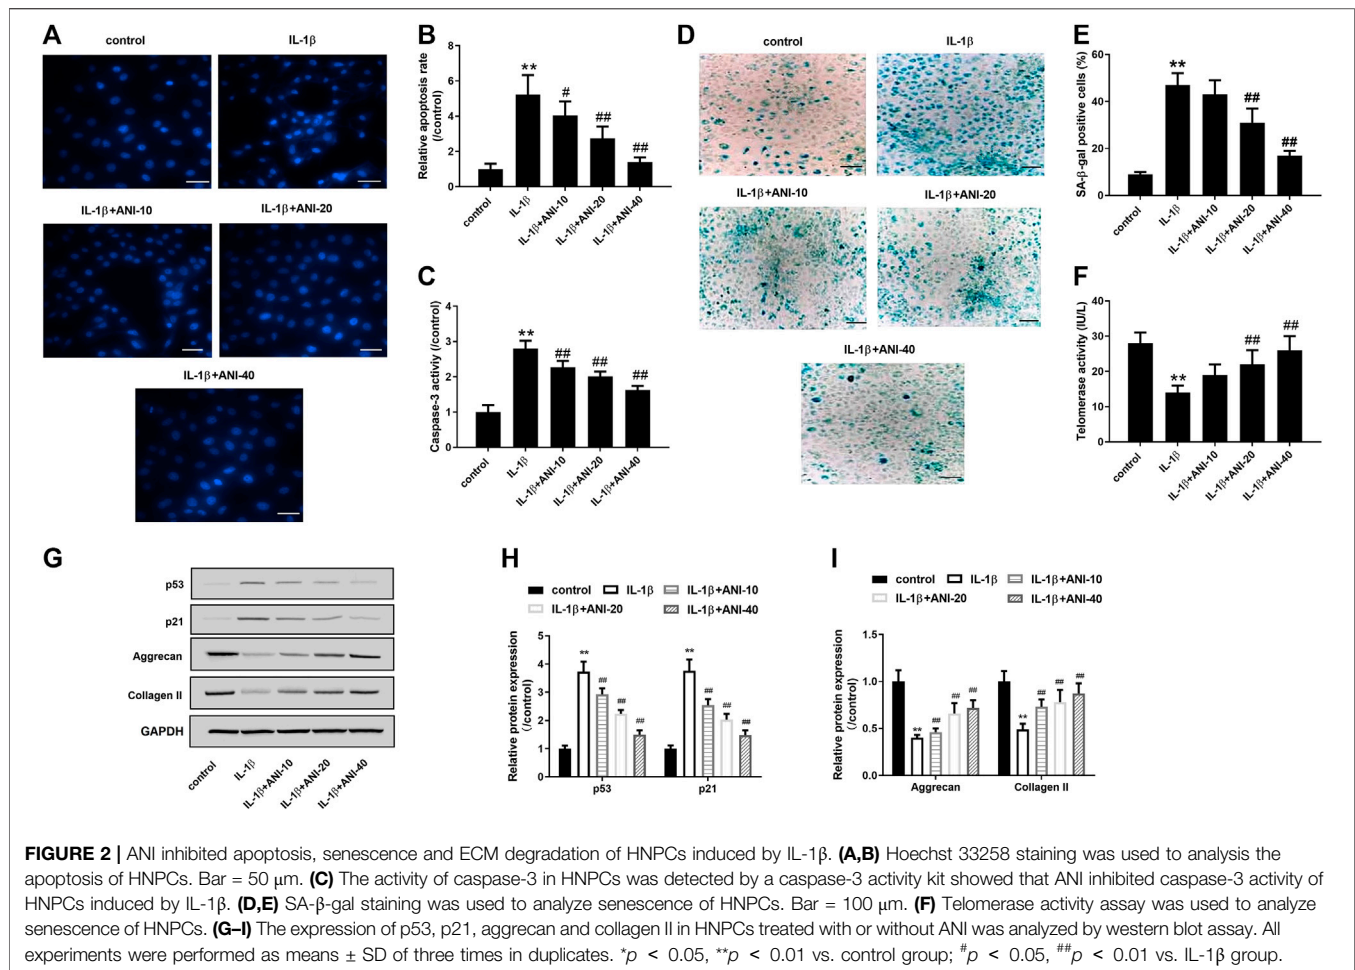 A
control
IL-1β
IL-1β+ANI-10
IL-1β+ANI-20
IL-1β+ANI-40
B
Relative apoptosis rate
(/control)
8
6
4
2
0
**
#
##
##
control
IL-1β
IL-1β+ANI-10
IL-1β+ANI-20
IL-1β+ANI-40
C
Caspase-3 activity (/control)
4
3
2
1
0
**
##
##
##
control
IL-1β
IL-1β+ANI-10
IL-1β+ANI-20
IL-1β+ANI-40
D
control
IL-1β
IL-1β+ANI-10
IL-1β+ANI-20
IL-1β+ANI-40
E
SA-β-gal positive cells (%)
60
40
20
0
**
##
##
control
IL-1β
IL-1β+ANI-10
IL-1β+ANI-20
IL-1β+ANI-40
F
Telomerase activity (IU/L)
40
30
20
10
0
**
##
##
control
IL-1β
IL-1β+ANI-10
IL-1β+ANI-20
IL-1β+ANI-40
G
p53
p21
Aggrecan
Collagen II
GAPDH
control
IL-1β
IL-1β+ANI-10
IL-1β+ANI-20
IL-1β+ANI-40
H
control IL-1β IL-1β+ANI-10
IL-1β+ANI-20 IL-1β+ANI-40
Relative protein expression
(/control)
5
4
3
2
1
0
**
##
##
##
**
##
##
##
p53 p21
I
control IL-1β IL-1β+ANI-10
IL-1β+ANI-20 IL-1β+ANI-40
Relative protein expression
(/control)
1.5
1.0
0.5
0.0
**
##
##
##
**
##
##
##
Aggrecan Collagen II
FIGURE 2 | ANI inhibited apoptosis, senescence and ECM degradation of HNPCs induced by IL-1β. (A,B) Hoechst 33258 staining was used to analysis the
apoptosis of HNPCs. Bar = 50 μm. (C) The activity of caspase-3 in HNPCs was detected by a caspase-3 activity kit showed that ANI inhibited caspase-3 activity of
HNPCs induced by IL-1β. (D,E) SA-β-gal staining was used to analyze senescence of HNPCs. Bar = 100 μm. (F) Telomerase activity assay was used to analyze
senescence of HNPCs. (G–I) The expression of p53, p21, aggrecan and collagen II in HNPCs treated with or without ANI was analyzed by western blot assay. All
experiments were performed as means ± SD of three times in duplicates. *p < 0.05, **p < 0.01 vs. control group; #p < 0.05, ##p < 0.01 vs. IL-1β group.